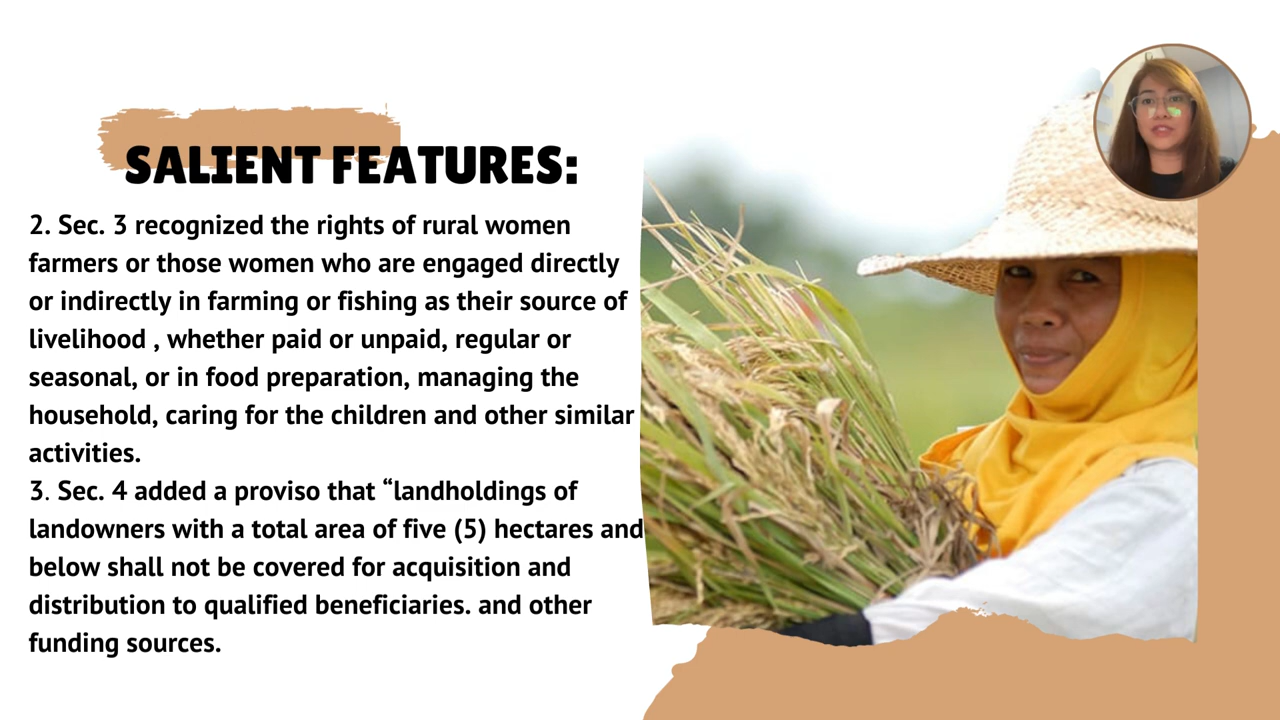 SALIENT FEATURES:
2. Sec. 3 recognized the rights of rural women
farmers or those women who are engaged directly
or indirectly in farming or fishing as their source of
livelihood , whether paid or unpaid, regular or
seasonal, or in food preparation, managing the
household, caring for the children and other similar
activities.
3. Sec. 4 added a proviso that “landholdings of
landowners with a total area of five (5) hectares and
below shall not be covered for acquisition and
distribution to qualified beneficiaries. and other
funding sources.